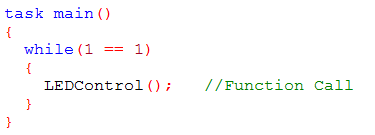 task main()
{
  while(1 == 1)
  {
    LEDControl();   //Function Call
  }
}